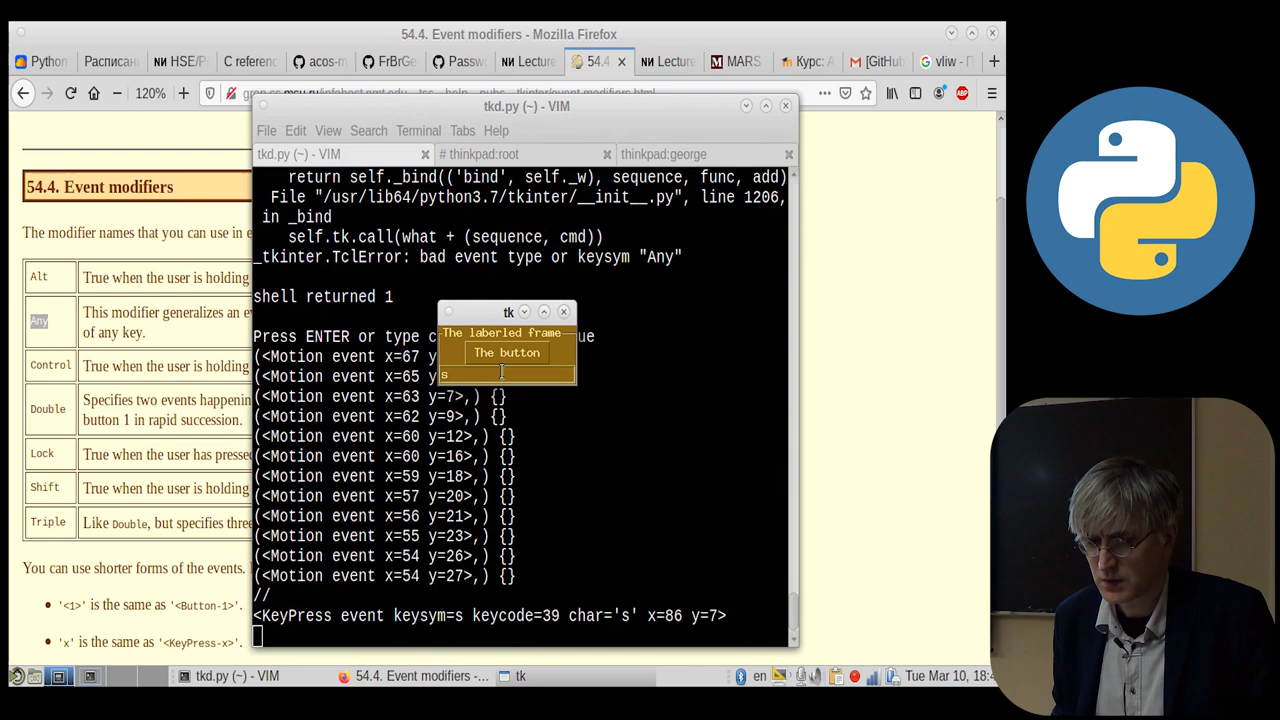 54.4. Event modifiers - Mozilla Firefox
Python
Расписан
HSE/P
C referenc
acos-m
FrBrGe
Passw
Lecture
54.4.
Lecture
MARS
Курс: A
[GitHub
vliw - П
120%
tkd.py (~) - VIM
File Edit View Search Terminal Tabs Help
tkd.py (~) - VIM
# thinkpad:root
thinkpad:george
54.4. Event modifiers
The modifier names that you can use in e
Alt
True when the user is holding
Any
This modifier generalizes an ev
of any key.
Control
True when the user is holding
Double
Specifies two events happenin
button 1 in rapid succession.
Lock
True when the user has pressed
Shift
True when the user is holding
Triple
Like Double, but specifies three
You can use shorter forms of the events.
• '<1>' is the same as '<Button-1>'.
• 'x' is the same as '<KeyPress-x>'.
return self._bind(('bind', self._w), sequence, func, add)
File "/usr/lib64/python3.7/tkinter/__init__.py", line 1206,
in _bind
self.tk.call(what + (sequence, cmd))
_tkinter.TclError: bad event type or keysym "Any"
shell returned 1
Press ENTER or type c
ue
(<Motion event x=67 y
(<Motion event x=65 y
(<Motion event x=63 y=7>,) {}
(<Motion event x=62 y=9>,) {}
(<Motion event x=60 y=12>,) {}
(<Motion event x=60 y=16>,) {}
(<Motion event x=59 y=18>,) {}
(<Motion event x=57 y=20>,) {}
(<Motion event x=56 y=21>,) {}
(<Motion event x=55 y=23>,) {}
(<Motion event x=54 y=26>,) {}
(<Motion event x=54 y=27>,) {}
//
<KeyPress event keysym=s keycode=39 char='s' x=86 y=7>
tk
The laberled frame
The button
s
tkd.py (~) - VIM
54.4. Event modifiers -...
tk
en
Tue Mar 10, 18:4